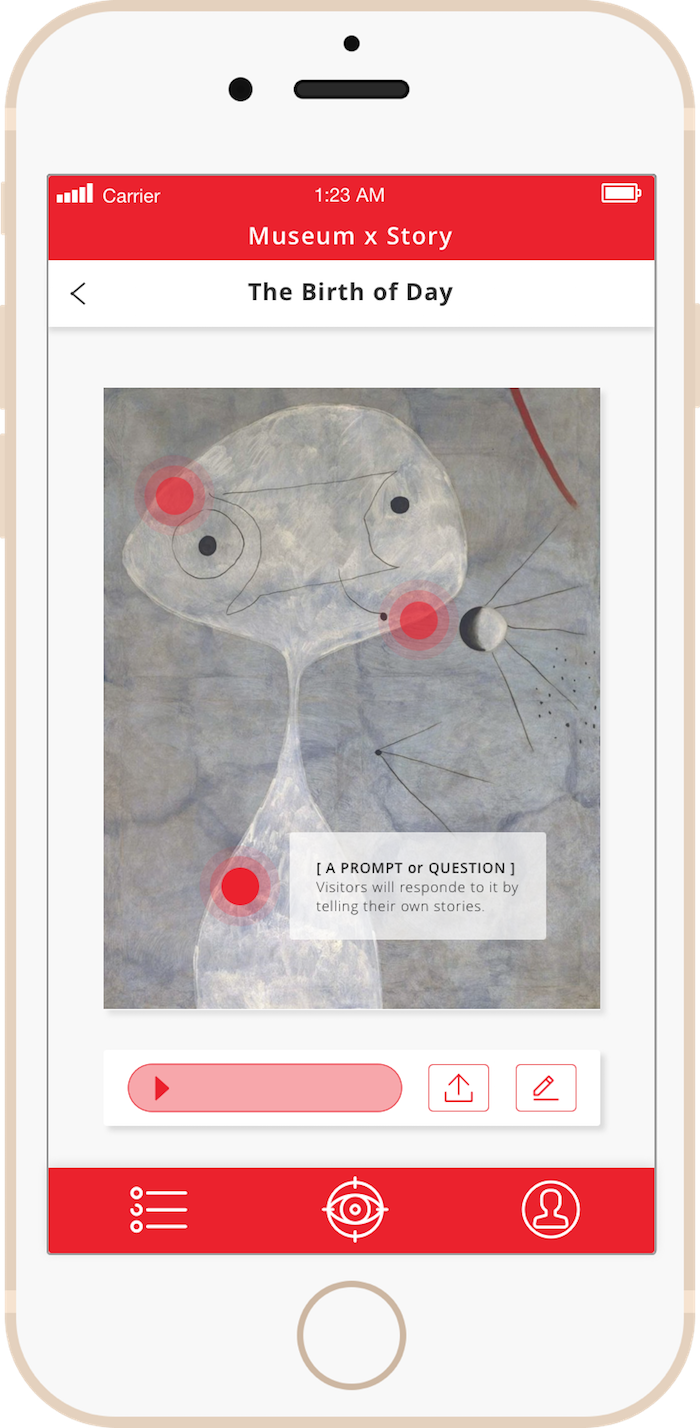 Carrier
1:23 AM
Museum x Story
The Birth of Day
[ A PROMPT or QUESTION ]
Visitors will responde to it by
telling their own stories.